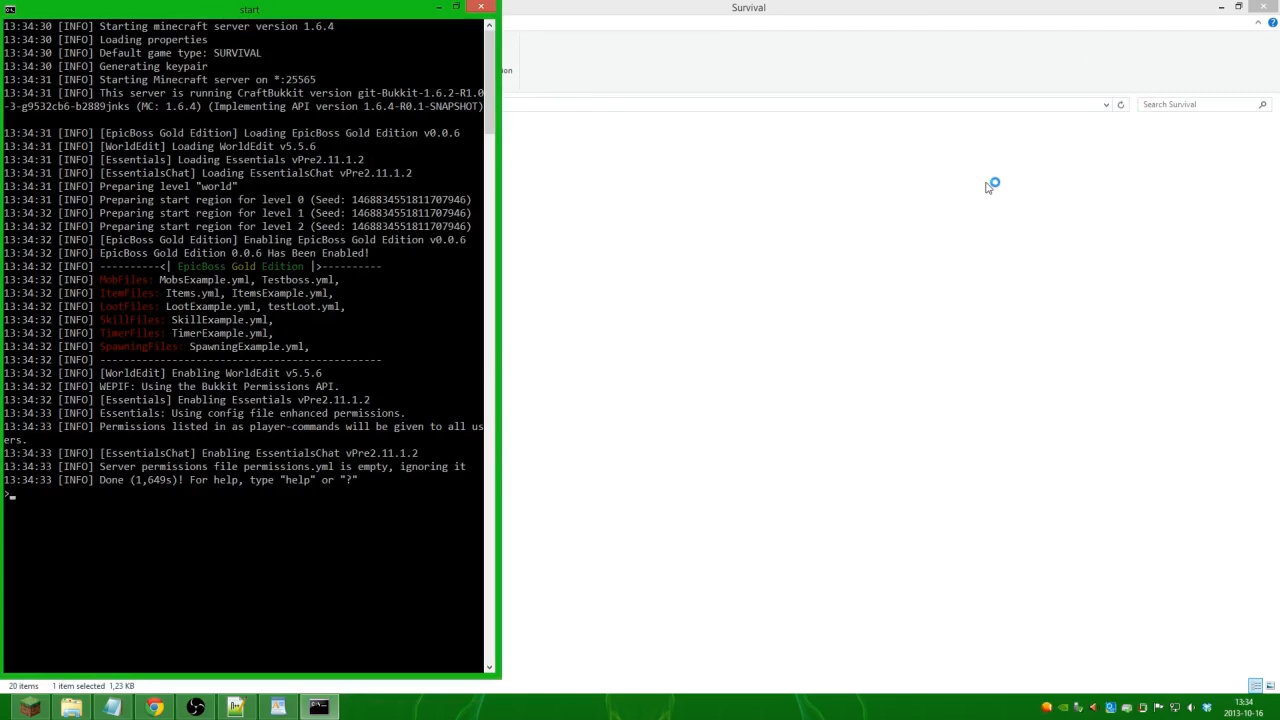 start
Survival
13:34:30 [INFO] Starting minecraft server version 1.6.4
13:34:30 [INFO] Loading properties
13:34:30 [INFO] Default game type: SURVIVAL
13:34:30 [INFO] Generating keypair
13:34:31 [INFO] Starting Minecraft server on *:25565
13:34:31 [INFO] This server is running CraftBukkit version git-Bukkit-1.6.2-R1.0
-3-g9532cb6-b2889jnks (MC: 1.6.4) (Implementing API version 1.6.4-R0.1-SNAPSHOT)
on
Search Survival
13:34:31 [INFO] [EpicBoss Gold Edition] Loading EpicBoss Gold Edition v0.0.6
13:34:31 [INFO] [WorldEdit] Loading WorldEdit v5.5.6
13:34:31 [INFO] [Essentials] Loading Essentials vPre2.11.1.2
13:34:31 [INFO] [EssentialsChat] Loading EssentialsChat vPre2.11.1.2
13:34:31 [INFO] Preparing level "world"
13:34:31 [INFO] Preparing start region for level 0 (Seed: 1468834551811707946)
13:34:32 [INFO] Preparing start region for level 1 (Seed: 1468834551811707946)
13:34:32 [INFO] Preparing start region for level 2 (Seed: 1468834551811707946)
13:34:32 [INFO] [EpicBoss Gold Edition] Enabling EpicBoss Gold Edition v0.0.6
13:34:32 [INFO] EpicBoss Gold Edition 0.0.6 Has Been Enabled!
13:34:32 [INFO] ----------<| EpicBoss Gold Edition |>----------
13:34:32 [INFO] MobFiles: MobsExample.yml, Testboss.yml,
13:34:32 [INFO] ItemFiles: Items.yml, ItemsExample.yml,
13:34:32 [INFO] LootFiles: LootExample.yml, testLoot.yml,
13:34:32 [INFO] SkillFiles: SkillExample.yml,
13:34:32 [INFO] TimerFiles: TimerExample.yml,
13:34:32 [INFO] SpawningFiles: SpawningExample.yml,
13:34:32 [INFO] -----------------------------------------------
13:34:32 [INFO] [WorldEdit] Enabling WorldEdit v5.5.6
13:34:32 [INFO] WEPIF: Using the Bukkit Permissions API.
13:34:32 [INFO] [Essentials] Enabling Essentials vPre2.11.1.2
13:34:33 [INFO] Essentials: Using config file enhanced permissions.
13:34:33 [INFO] Permissions listed in as player-commands will be given to all us
ers.
13:34:33 [INFO] [EssentialsChat] Enabling EssentialsChat vPre2.11.1.2
13:34:33 [INFO] Server permissions file permissions.yml is empty, ignoring it
13:34:33 [INFO] Done (1,649s)! For help, type "help" or "?"
>_
20 items 1 item selected 1,23 KB
13:34
2013-10-16